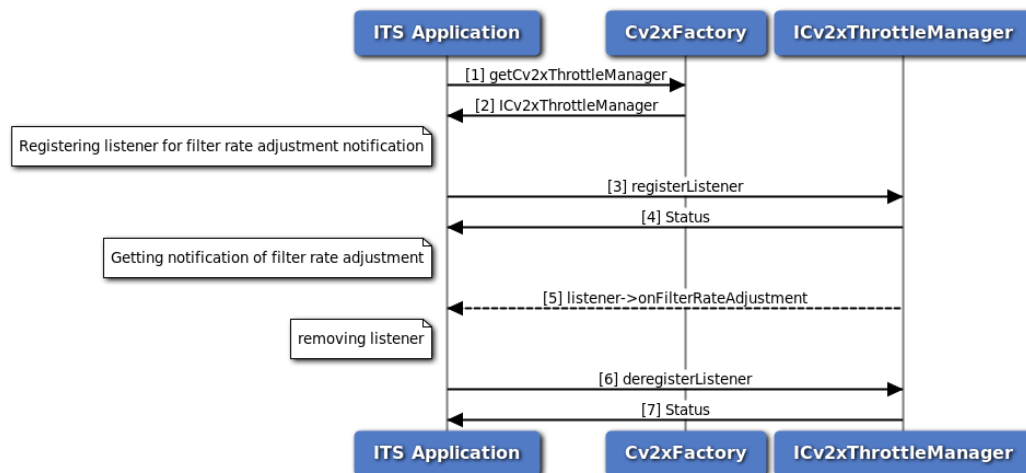 ITS Application
Cv2xFactory
ICv2xThrottleManager
[1] getCv2xThrottleManager
[2] ICv2xThrottleManager
Registering listener for filter rate adjustment notification
[3] registerListener
[4] Status
Getting notification of filter rate adjustment
[5] listener->onFilterRateAdjustment
removing listener
[6] deregisterListener
[7] Status
ITS Application
Cv2xFactory
ICv2xThrottleManager